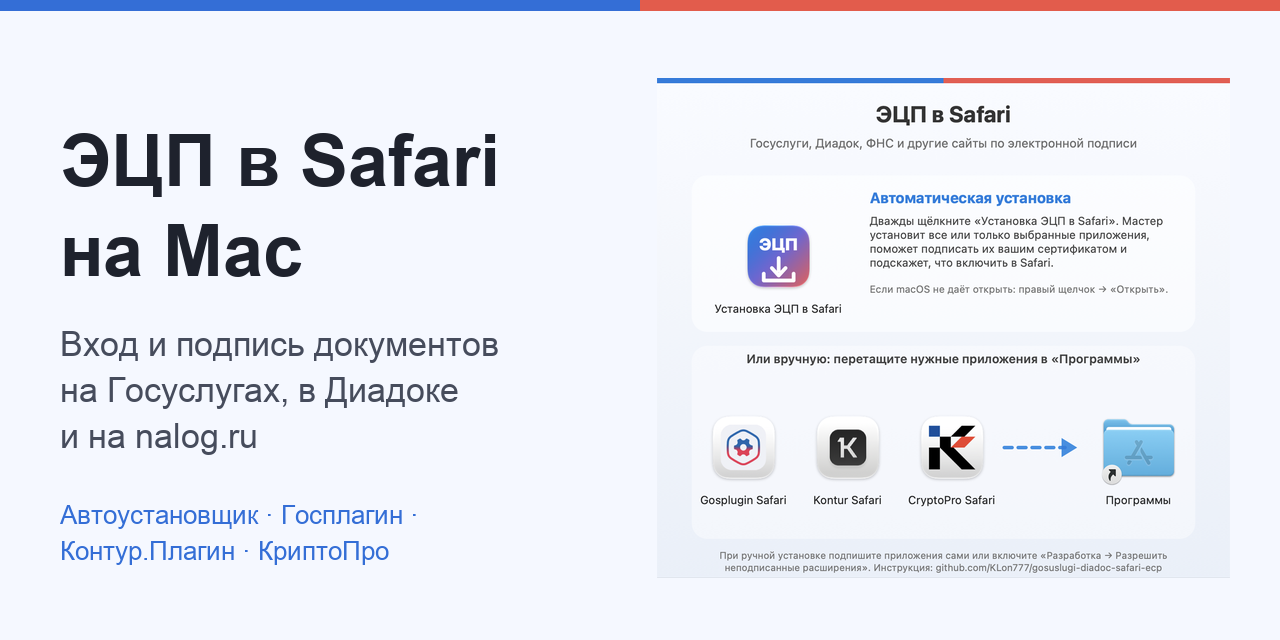 ЭЦП в Safari
на Mac
Вход и подпись документов
на Госуслугах, в Диадоке
и на nalog.ru
Автоустановщик · Госплагин ·
Контур.Плагин · КриптоПро
ЭЦП в Safari
Госуслуги, Диадок, ФНС и другие сайты по электронной подписи
ЭЦП
Установка ЭЦП в Safari
Автоматическая установка
Дважды щёлкните «Установка ЭЦП в Safari». Мастер
установит все или только выбранные приложения,
поможет подписать их вашим сертификатом и
подскажет, что включить в Safari.
Если macOS не даёт открыть: правый щелчок → «Открыть».
Или вручную: перетащите нужные приложения в «Программы»
Gosplugin Safari
Kontur Safari
CryptoPro Safari
Программы
При ручной установке подпишите приложения сами или включите «Разработка → Разрешить
неподписанные расширения». Инструкция: github.com/KLon777/gosuslugi-diadoc-safari-ecp